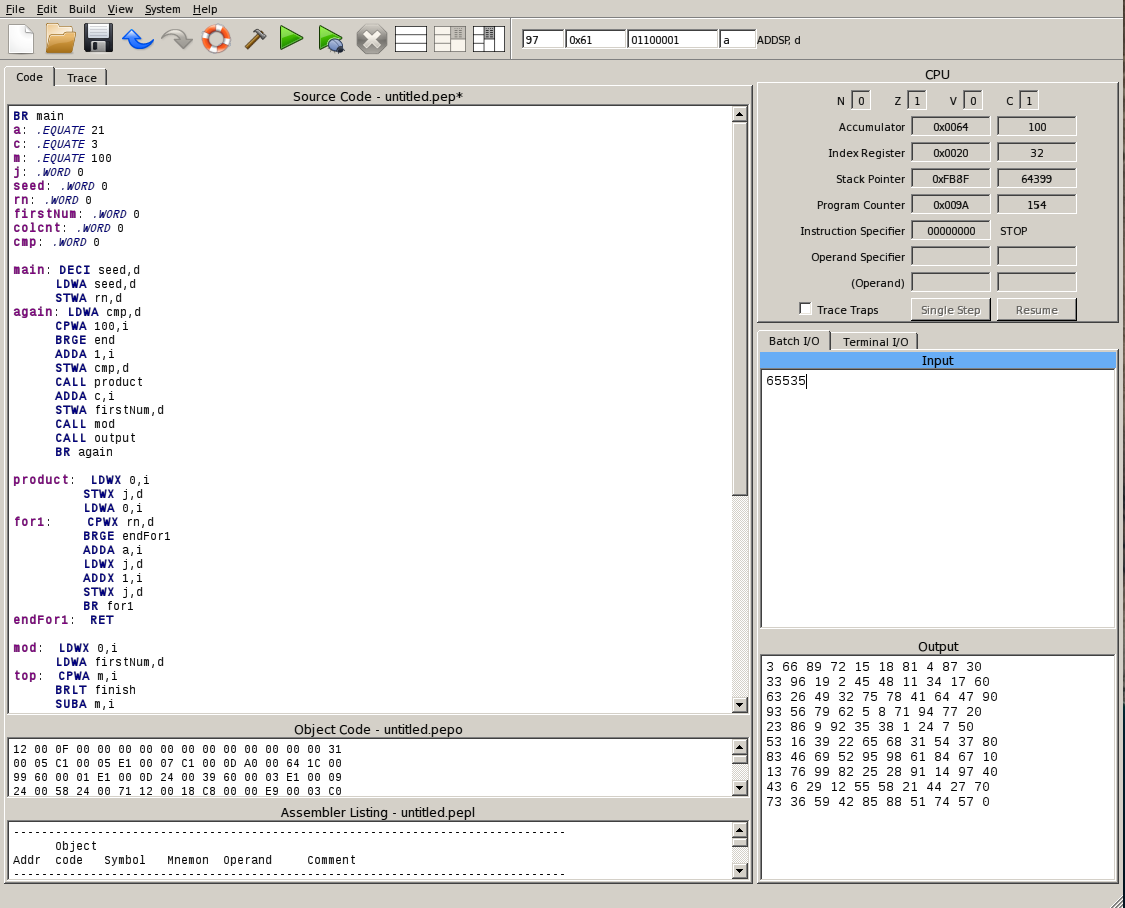 File Edit Build View System Help
97 0x61 01100001 a ADDSP, d
Code Trace
Source Code - untitled.pep*
BR main
a: .EQUATE 21
c: .EQUATE 3
m: .EQUATE 100
j: .WORD 0
seed: .WORD 0
rn: .WORD 0
firstNum: .WORD 0
colcnt: .WORD 0
cmp: .WORD 0
main: DECI seed,d
LDWA seed,d
STWA rn,d
again: LDWA cmp,d
CPWA 100,i
BRGE end
ADDA 1,i
STWA cmp,d
CALL product
ADDA c,i
STWA firstNum,d
CALL mod
CALL output
BR again
product: LDWX 0,i
STWX j,d
LDWA 0,i
for1: CPWX rn,d
BRGE endFor1
ADDA a,i
LDWX j,d
ADDX 1,i
STWX j,d
BR for1
endFor1: RET
mod: LDWX 0,i
LDWA firstNum,d
top: CPWA m,i
BRLT finish
SUBA m,i
Object Code - untitled.pepo
12 00 0F 00 00 00 00 00 00 00 00 00 00 00 00 31
00 05 C1 00 05 E1 00 07 C1 00 0D A0 00 64 1C 00
99 60 00 01 E1 00 0D 24 00 39 60 00 03 E1 00 09
24 00 58 24 00 71 12 00 18 C8 00 00 E9 00 03 C0
Assembler Listing - untitled.pepl
-------------------------------------------------------------------------------
Object
Addr code Symbol Mnemon Operand Comment
-------------------------------------------------------------------------------
CPU
N 0 Z 1 V 0 C 1
Accumulator 0x0064 100
Index Register 0x0020 32
Stack Pointer 0xFB8F 64399
Program Counter 0x009A 154
Instruction Specifier 00000000 STOP
Operand Specifier
(Operand)
Trace Traps Single Step Resume
Batch I/O Terminal I/O
Input
65535
Output
3 66 89 72 15 18 81 4 87 30
33 96 19 2 45 48 11 34 17 60
63 26 49 32 75 78 41 64 47 90
93 56 79 62 5 8 71 94 77 20
23 86 9 92 35 38 1 24 7 50
53 16 39 22 65 68 31 54 37 80
83 46 69 52 95 98 61 84 67 10
13 76 99 82 25 28 91 14 97 40
43 6 29 12 55 58 21 44 27 70
73 36 59 42 85 88 51 74 57 0